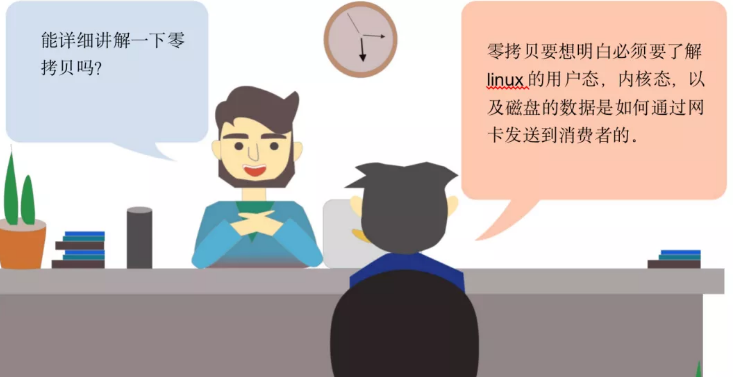 能详细讲解一下零
拷贝吗?
零拷贝要想明白必须要了解
linux 的用户态，内核态，以
及磁盘的数据是如何通过网
卡发送到消费者的。